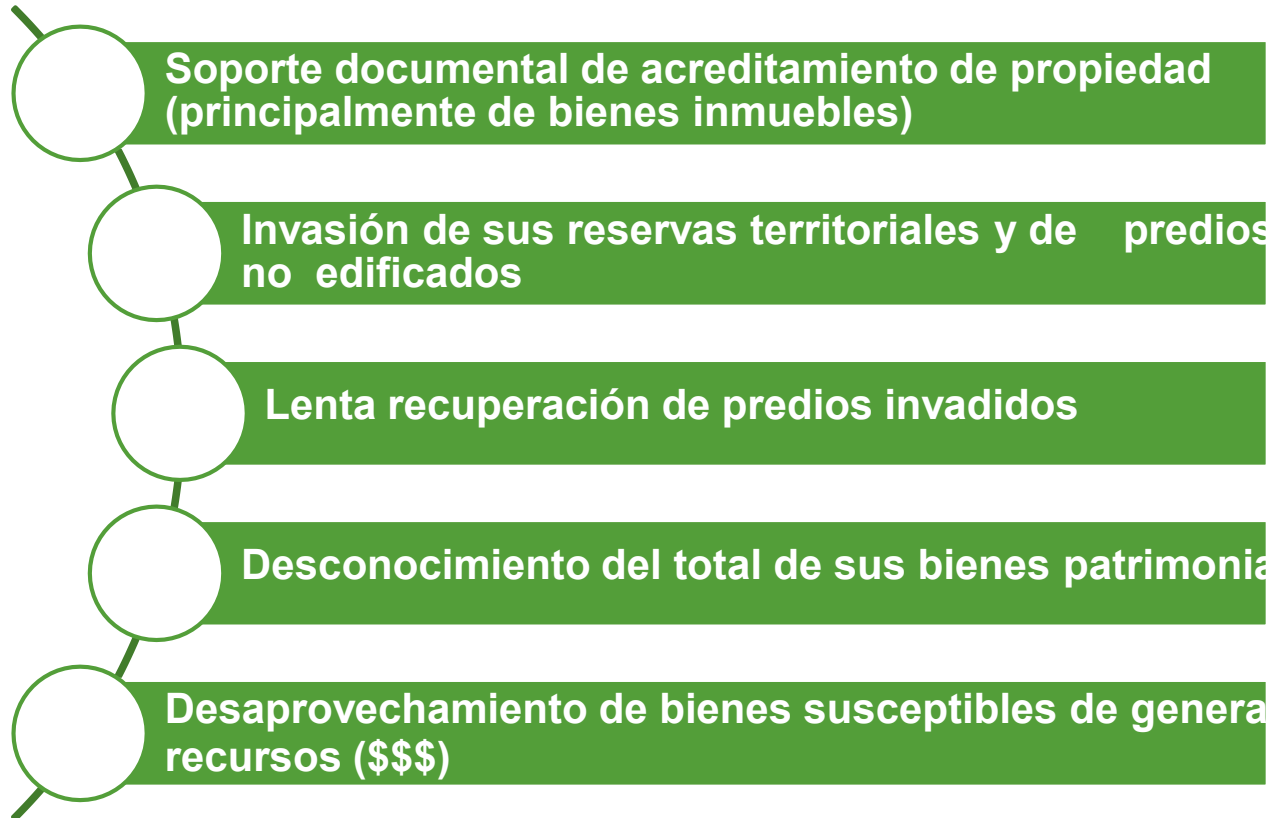 Soporte documental de acreditamiento de propiedad
(principalmente de bienes inmuebles)
Invasión de sus reservas territoriales y de predios
no edificados
Lenta recuperación de predios invadidos
Desconocimiento del total de sus bienes patrimonia
Desaprovechamiento de bienes susceptibles de genera
recursos ($$$)